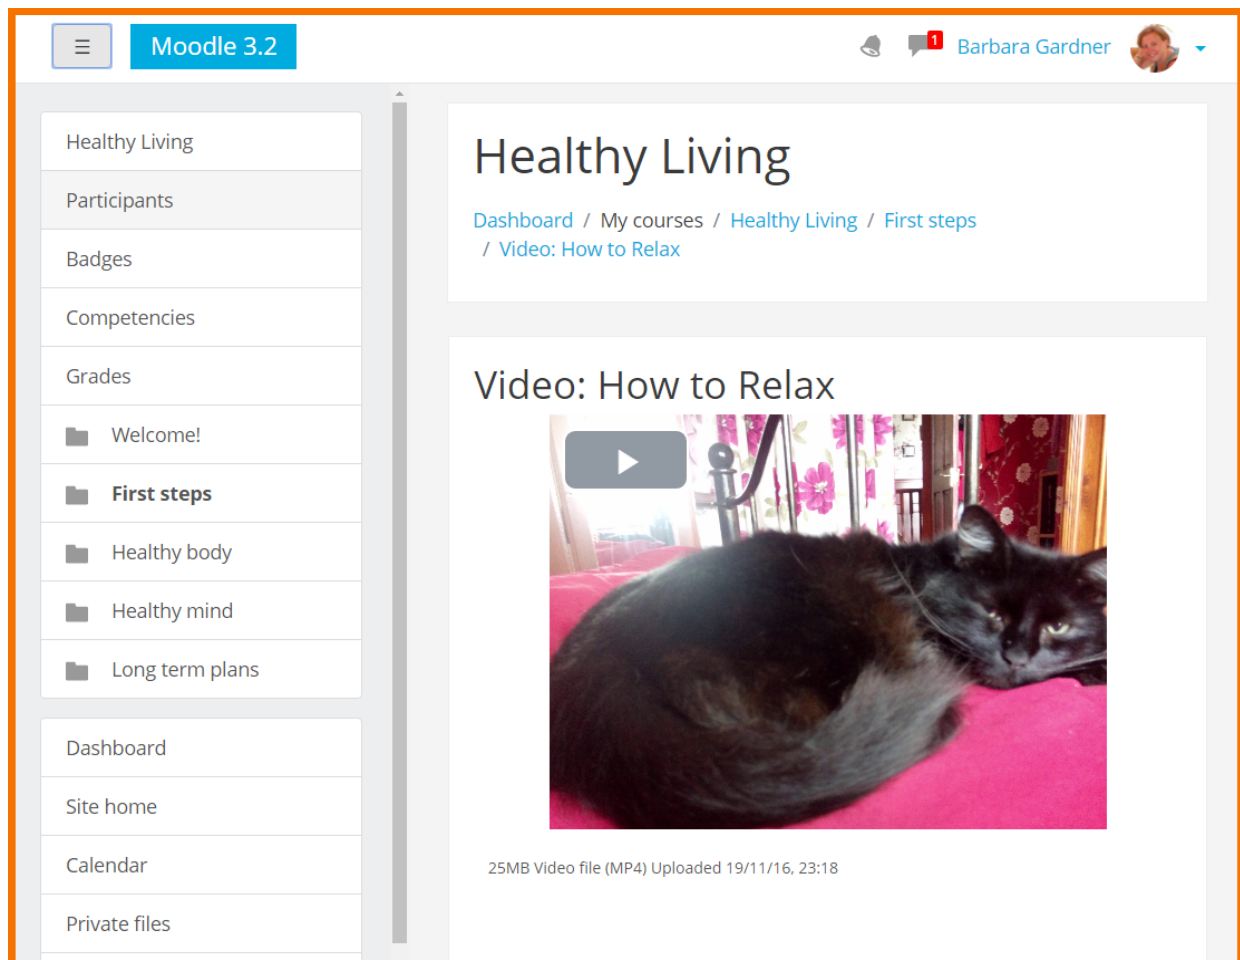 ☰ Moodle 3.2
1 Barbara Gardner
Healthy Living
Participants
Badges
Competencies
Grades
Welcome!
First steps
Healthy body
Healthy mind
Long term plans
Dashboard
Site home
Calendar
Private files
Healthy Living
Dashboard / My courses / Healthy Living / First steps
/ Video: How to Relax
Video: How to Relax
25MB Video file (MP4) Uploaded 19/11/16, 23:18